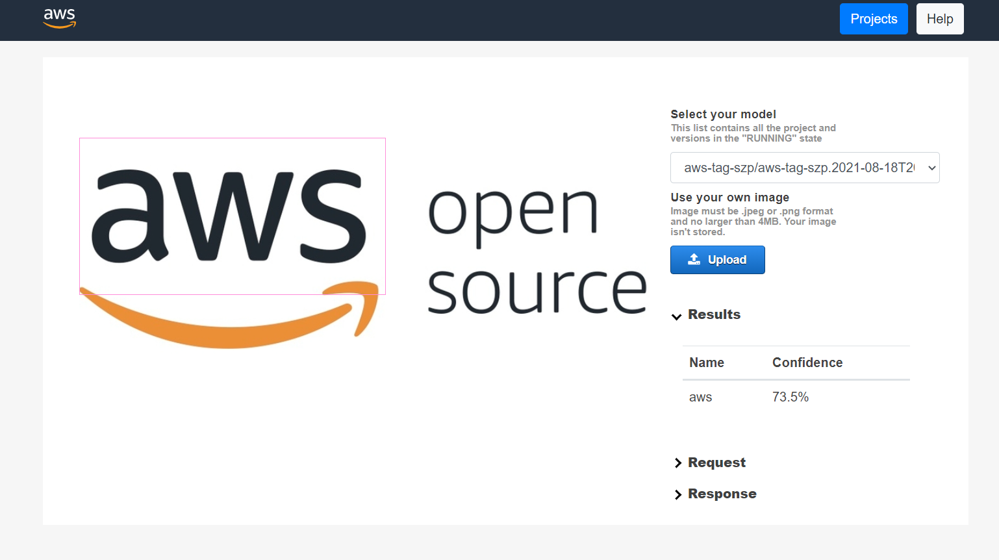 aws
Projects
Help
aws
open
source
Select your model
This list contains all the project and
versions in the "RUNNING" state
aws-tag-szp/aws-tag-szp.2021-08-18T20
Use your own image
Image must be .jpeg or .png format
and no larger than 4MB. Your image
isn't stored.
Upload
Results
Name Confidence
aws 73.5%
Request
Response